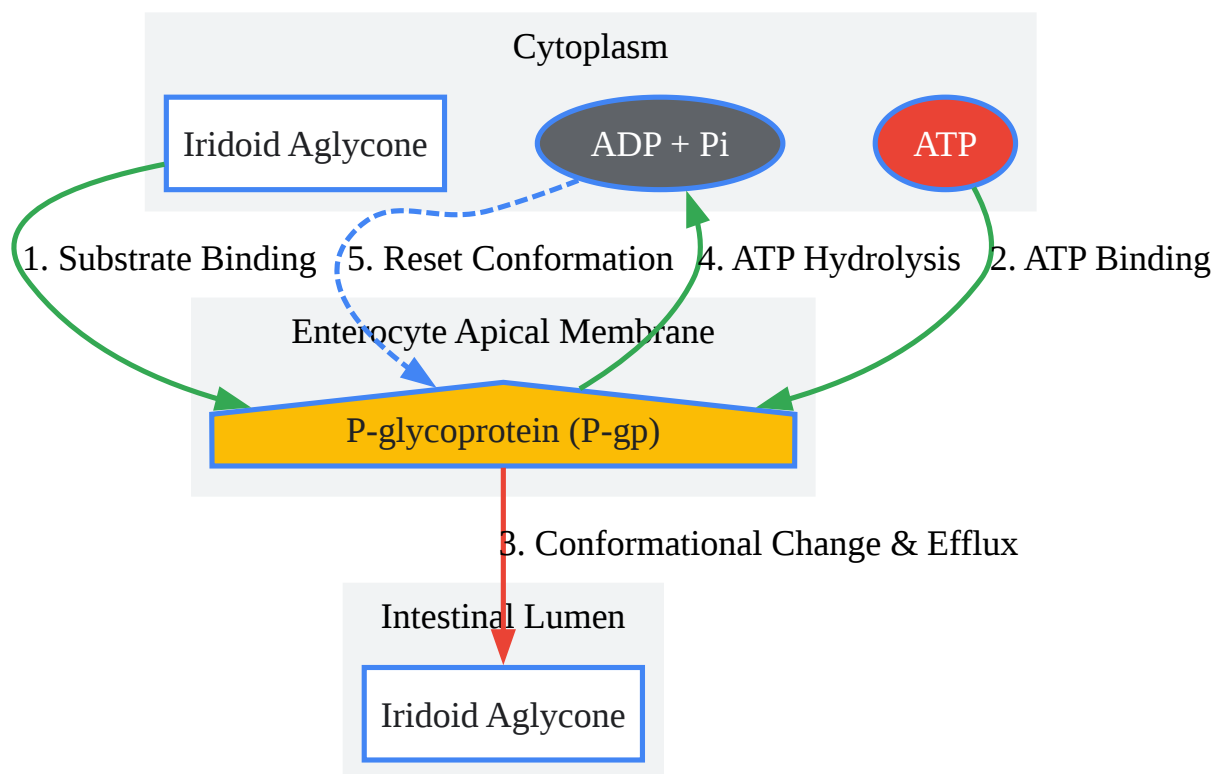 Cytoplasm
Iridoid Aglycone
ADP + Pi
ATP
1. Substrate Binding
5. Reset Conformation
4. ATP Hydrolysis
2. ATP Binding
Enterocyte Apical Membrane
P-glycoprotein (P-gp)
3. Conformational Change & Efflux
Intestinal Lumen
Iridoid Aglycone